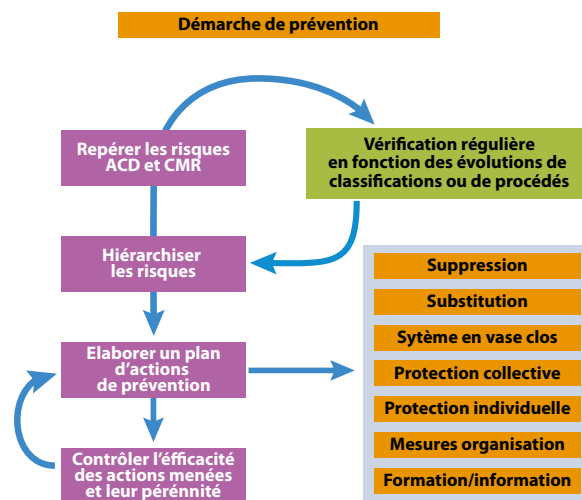 Démarche de prévention
Repérer les risques
ACD et CMR
Vérification régulière
en fonction des évolutions de
classifications ou de procédés
Hiérarchiser
les risques
Elaborer un plan
d'actions
de prévention
Contrôler l'éfficacité
des actions menées
et leur pérénnité
Suppression
Substitution
Sytème en vase clos
Protection collective
Protection individuelle
Mesures organisation
Formation/information